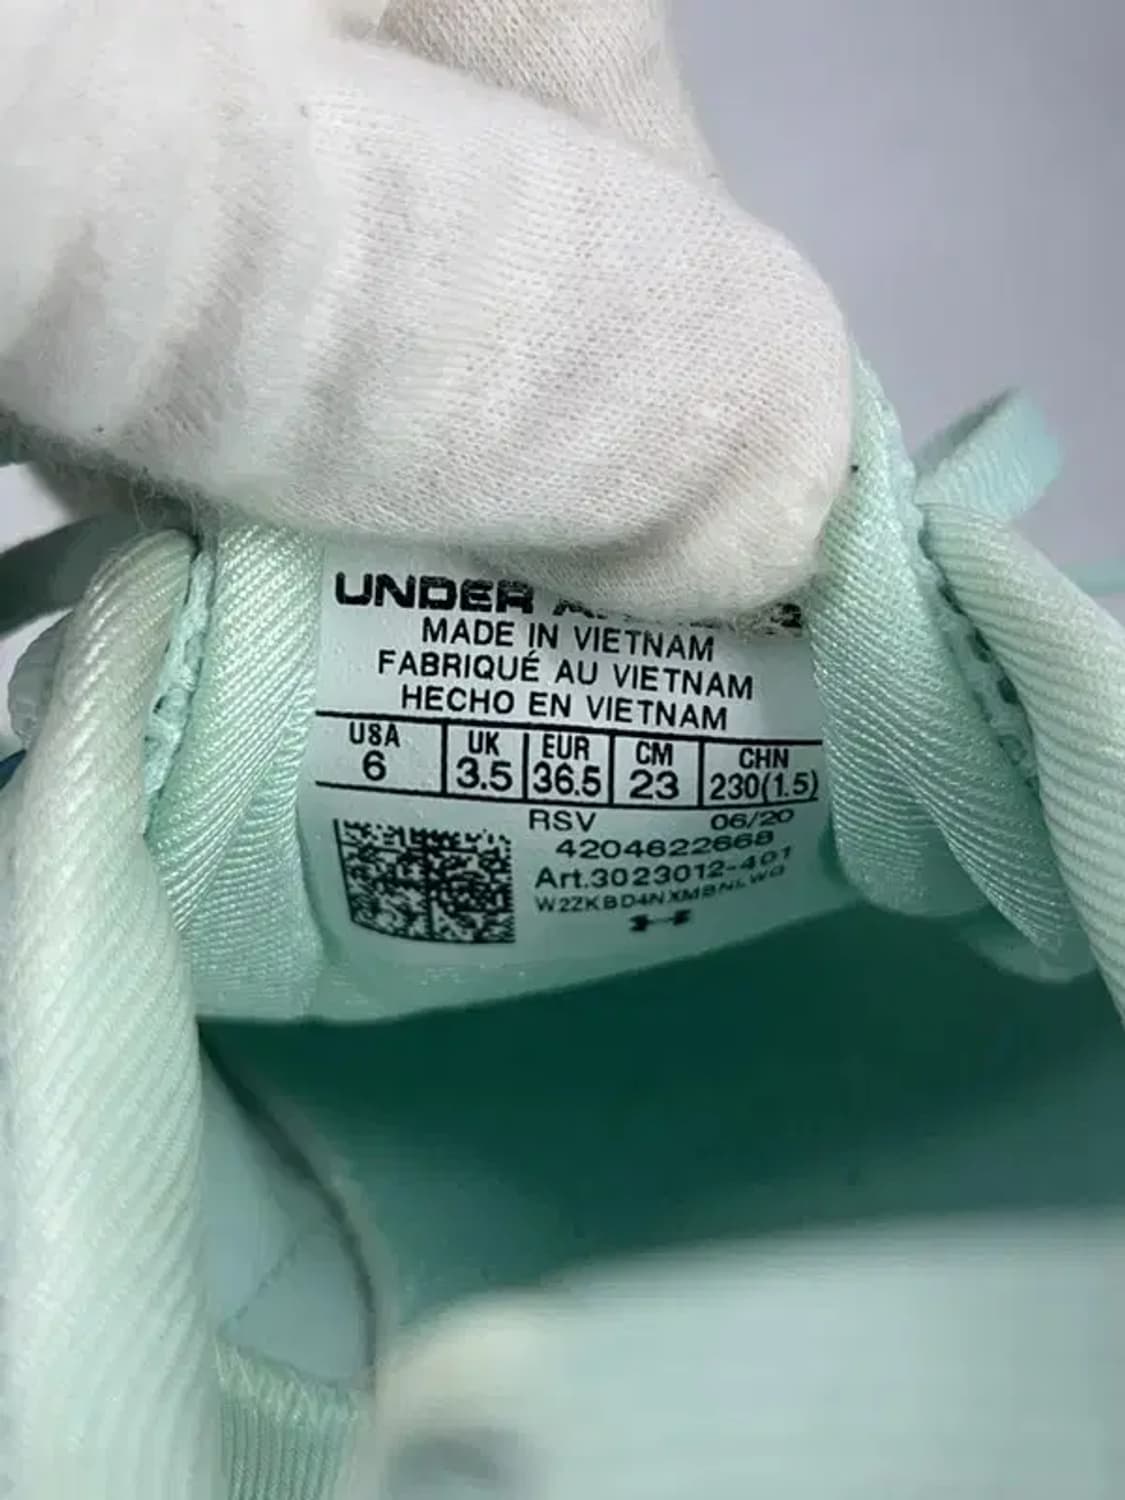 UNDER
MADE IN VIETNAM
FABRIQUÉ AU VIETNAM
HECHO EN VIETNAM
USA UK EUR CM CHN
6 3.5 36.5 23 230(1.5)
RSV 06/20
4204622668
Art.3023012-401